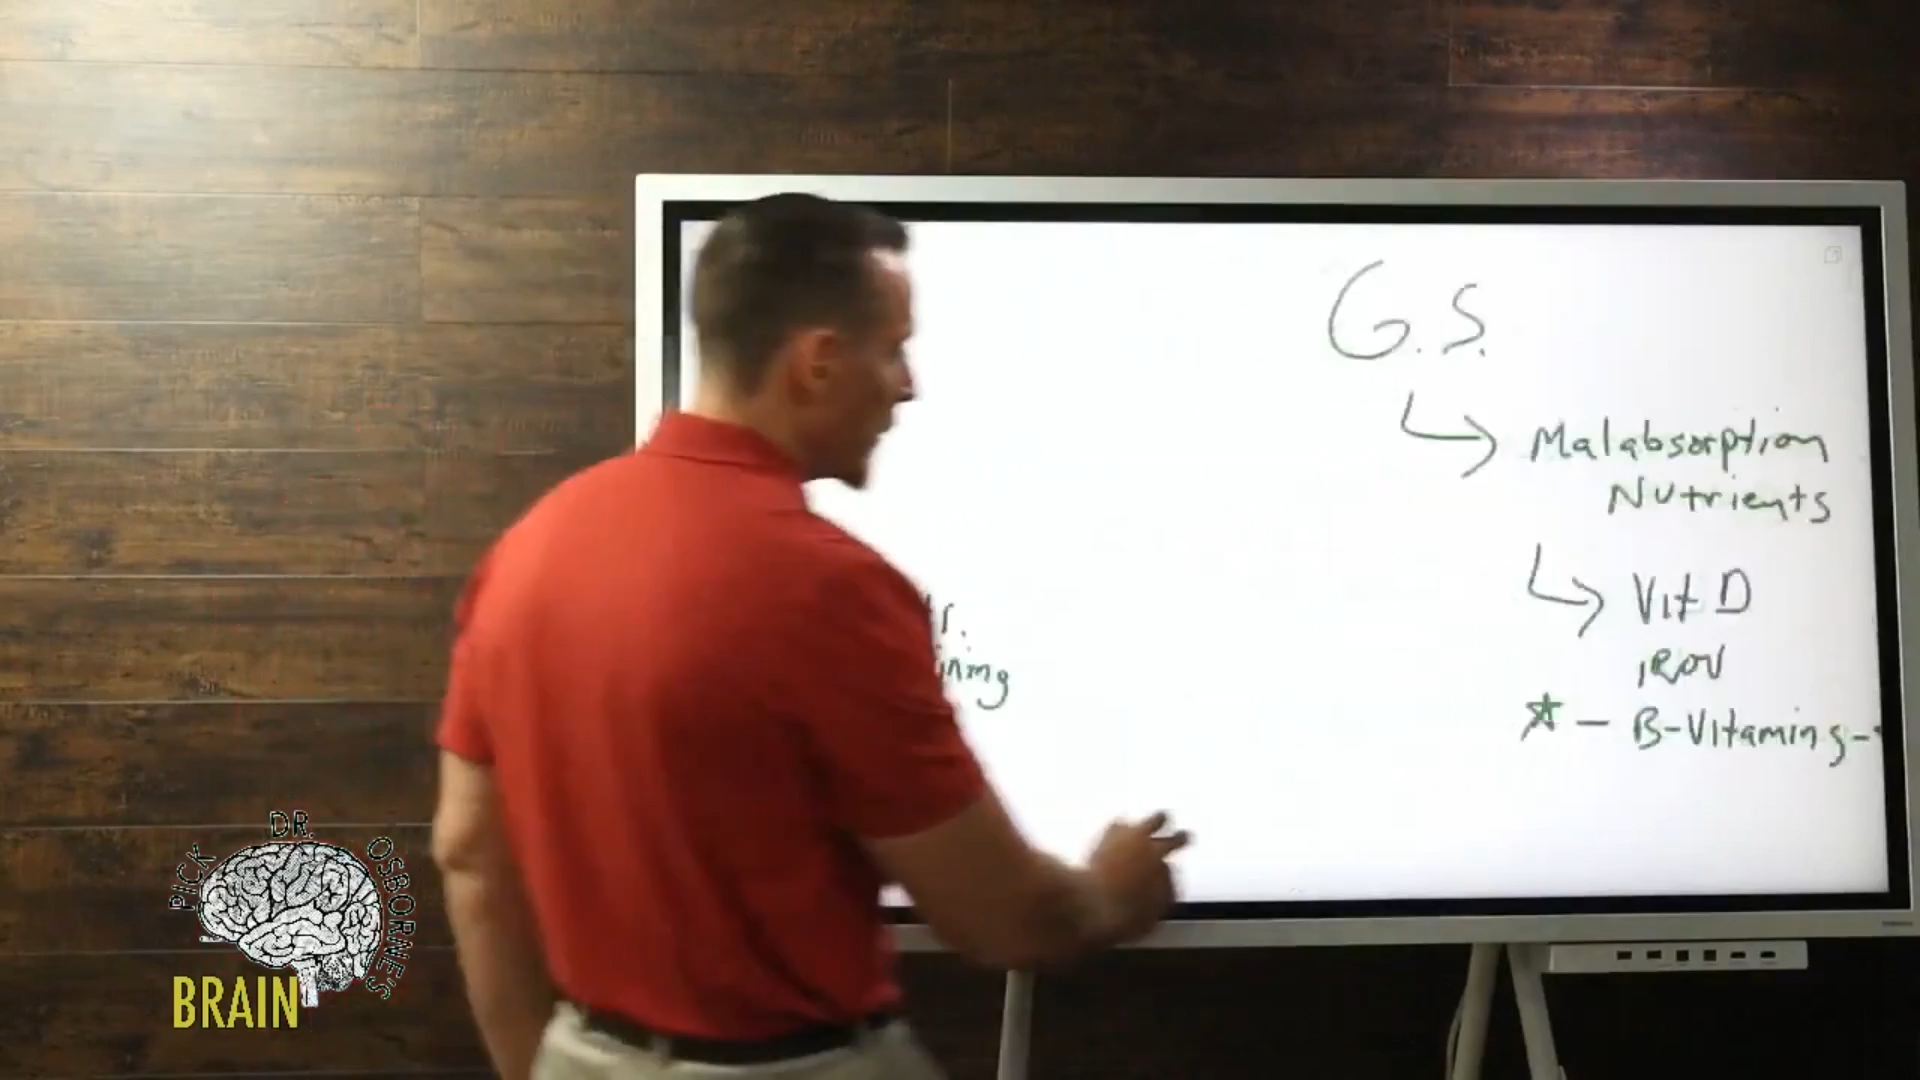 G.S.
↳ Malabsorption
Nutrients
↳ Vit D
IRON
☆ - B-Vitamins -
PICK DR. OSBORNE'S
BRAIN